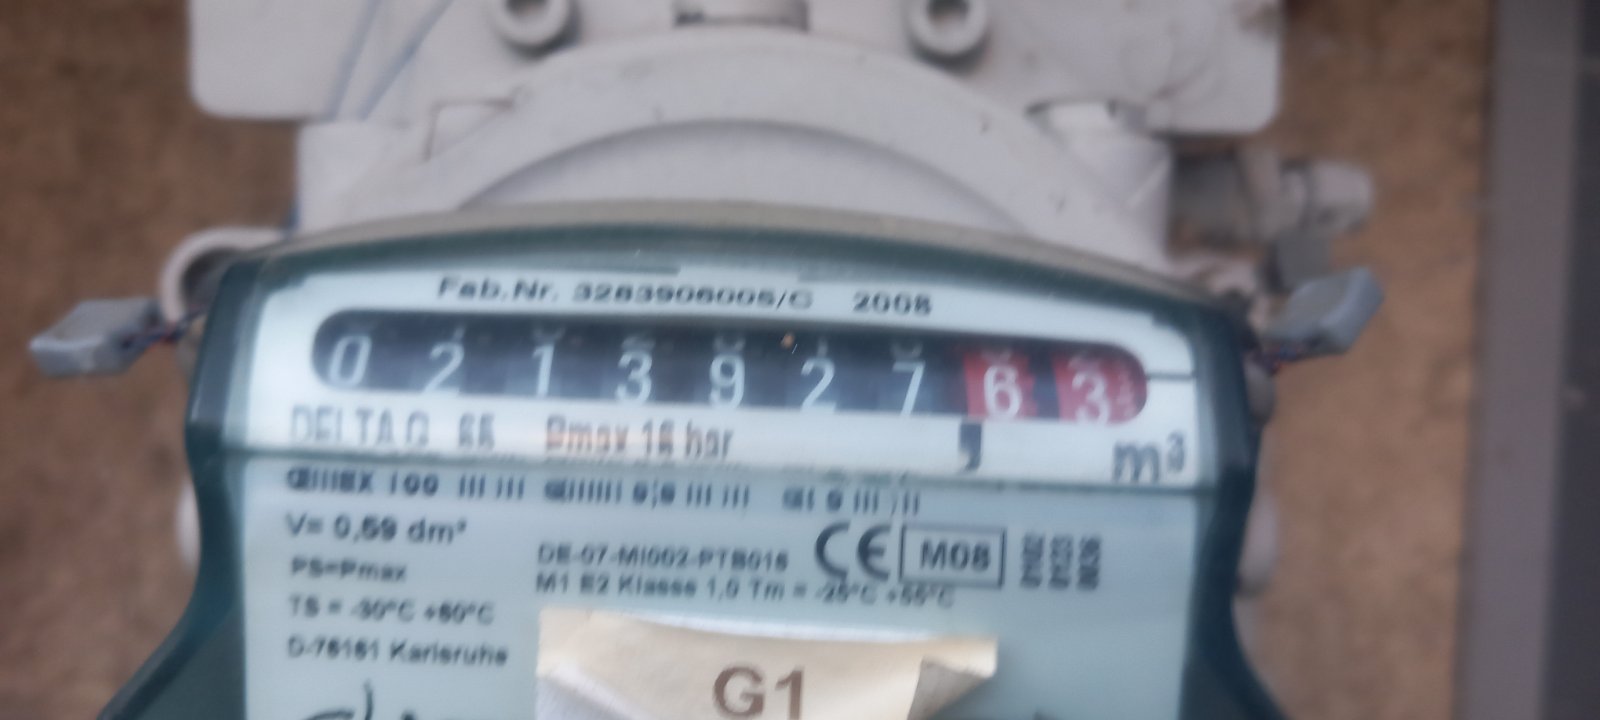 Fab.Nr. 3283906005/C 2008
0 2 1 3 9 2 7 6 3
,
m³
DELTA G 65 Pmax 16 bar
V= 0,59 dm³
PS=Pmax
TS = -30°C +60°C
D-76161 Karlsruhe
DE-07-MI002-PTB015
M1 E2 Klasse 1,0 Tm = -25°C +55°C
CE M08
G1